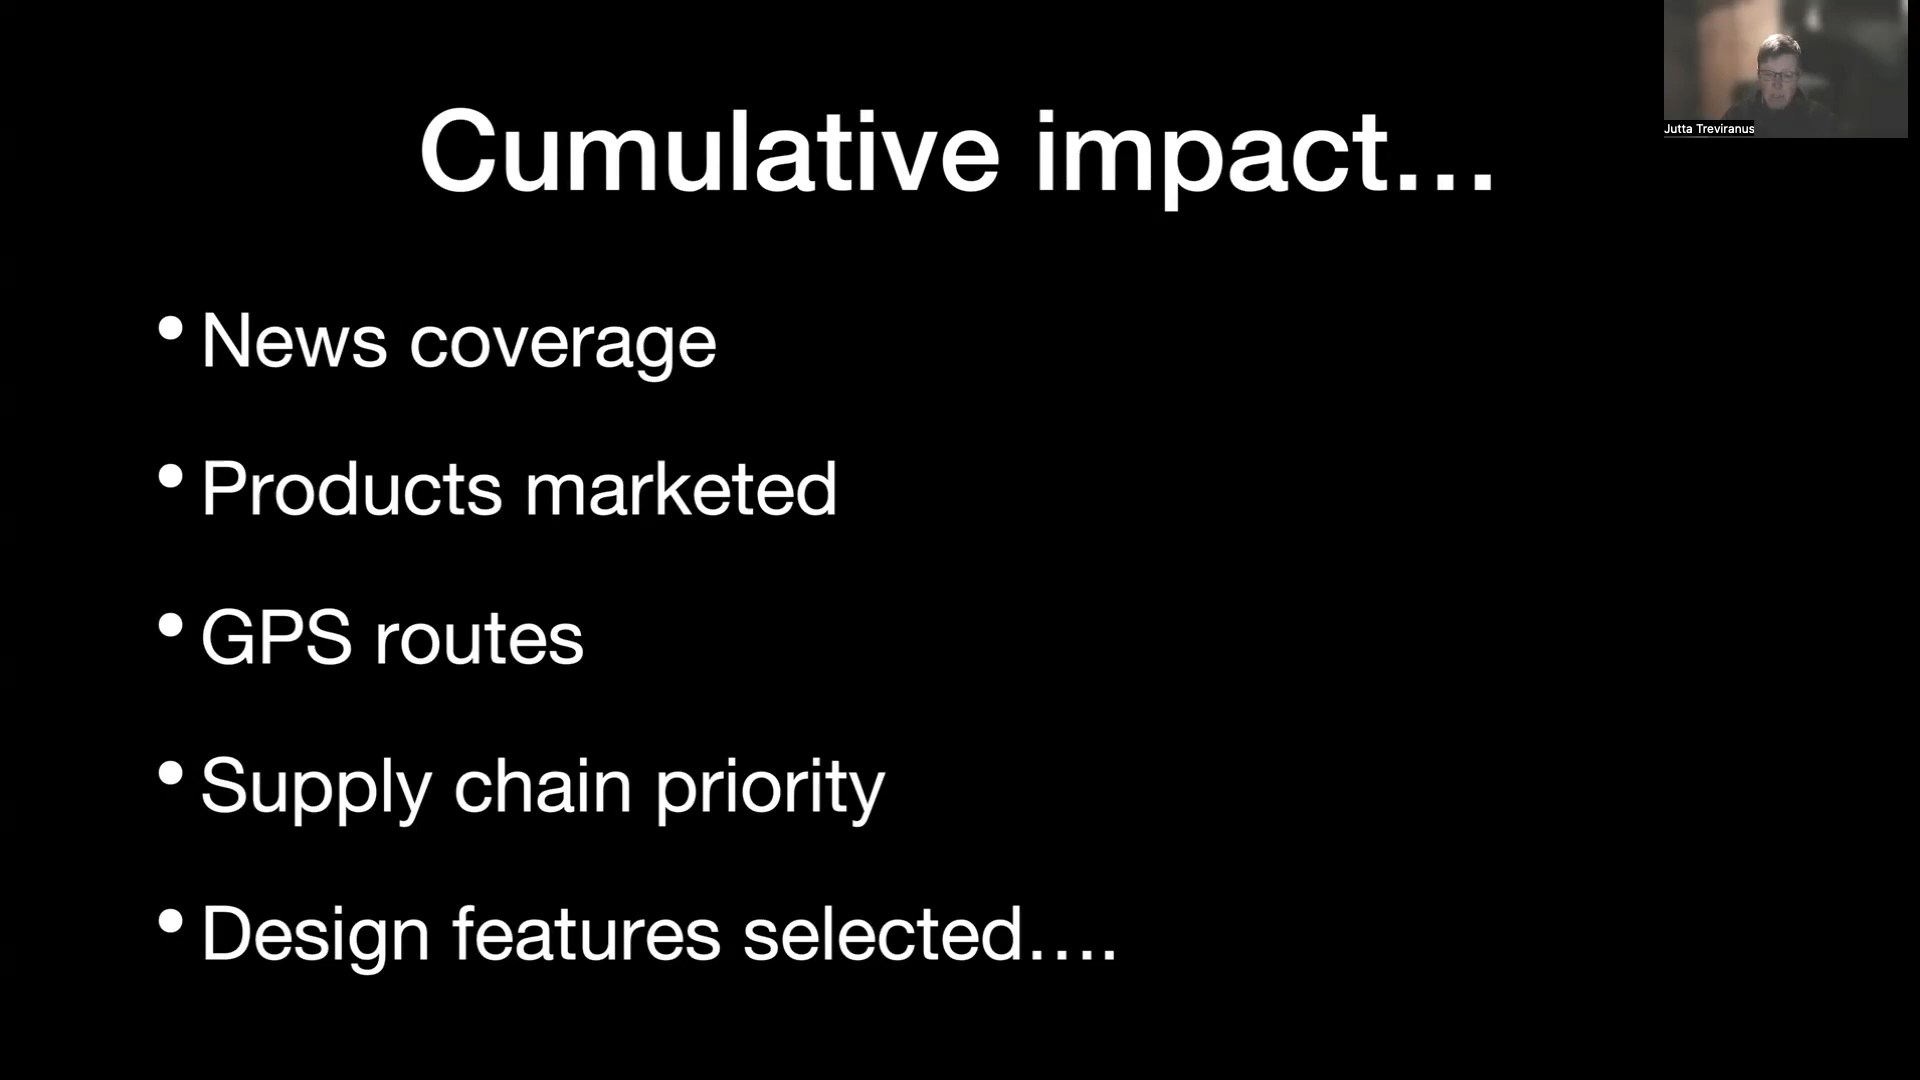 Cumulative impact...
Jutta Treviranus
• News coverage
• Products marketed
• GPS routes
• Supply chain priority
• Design features selected....